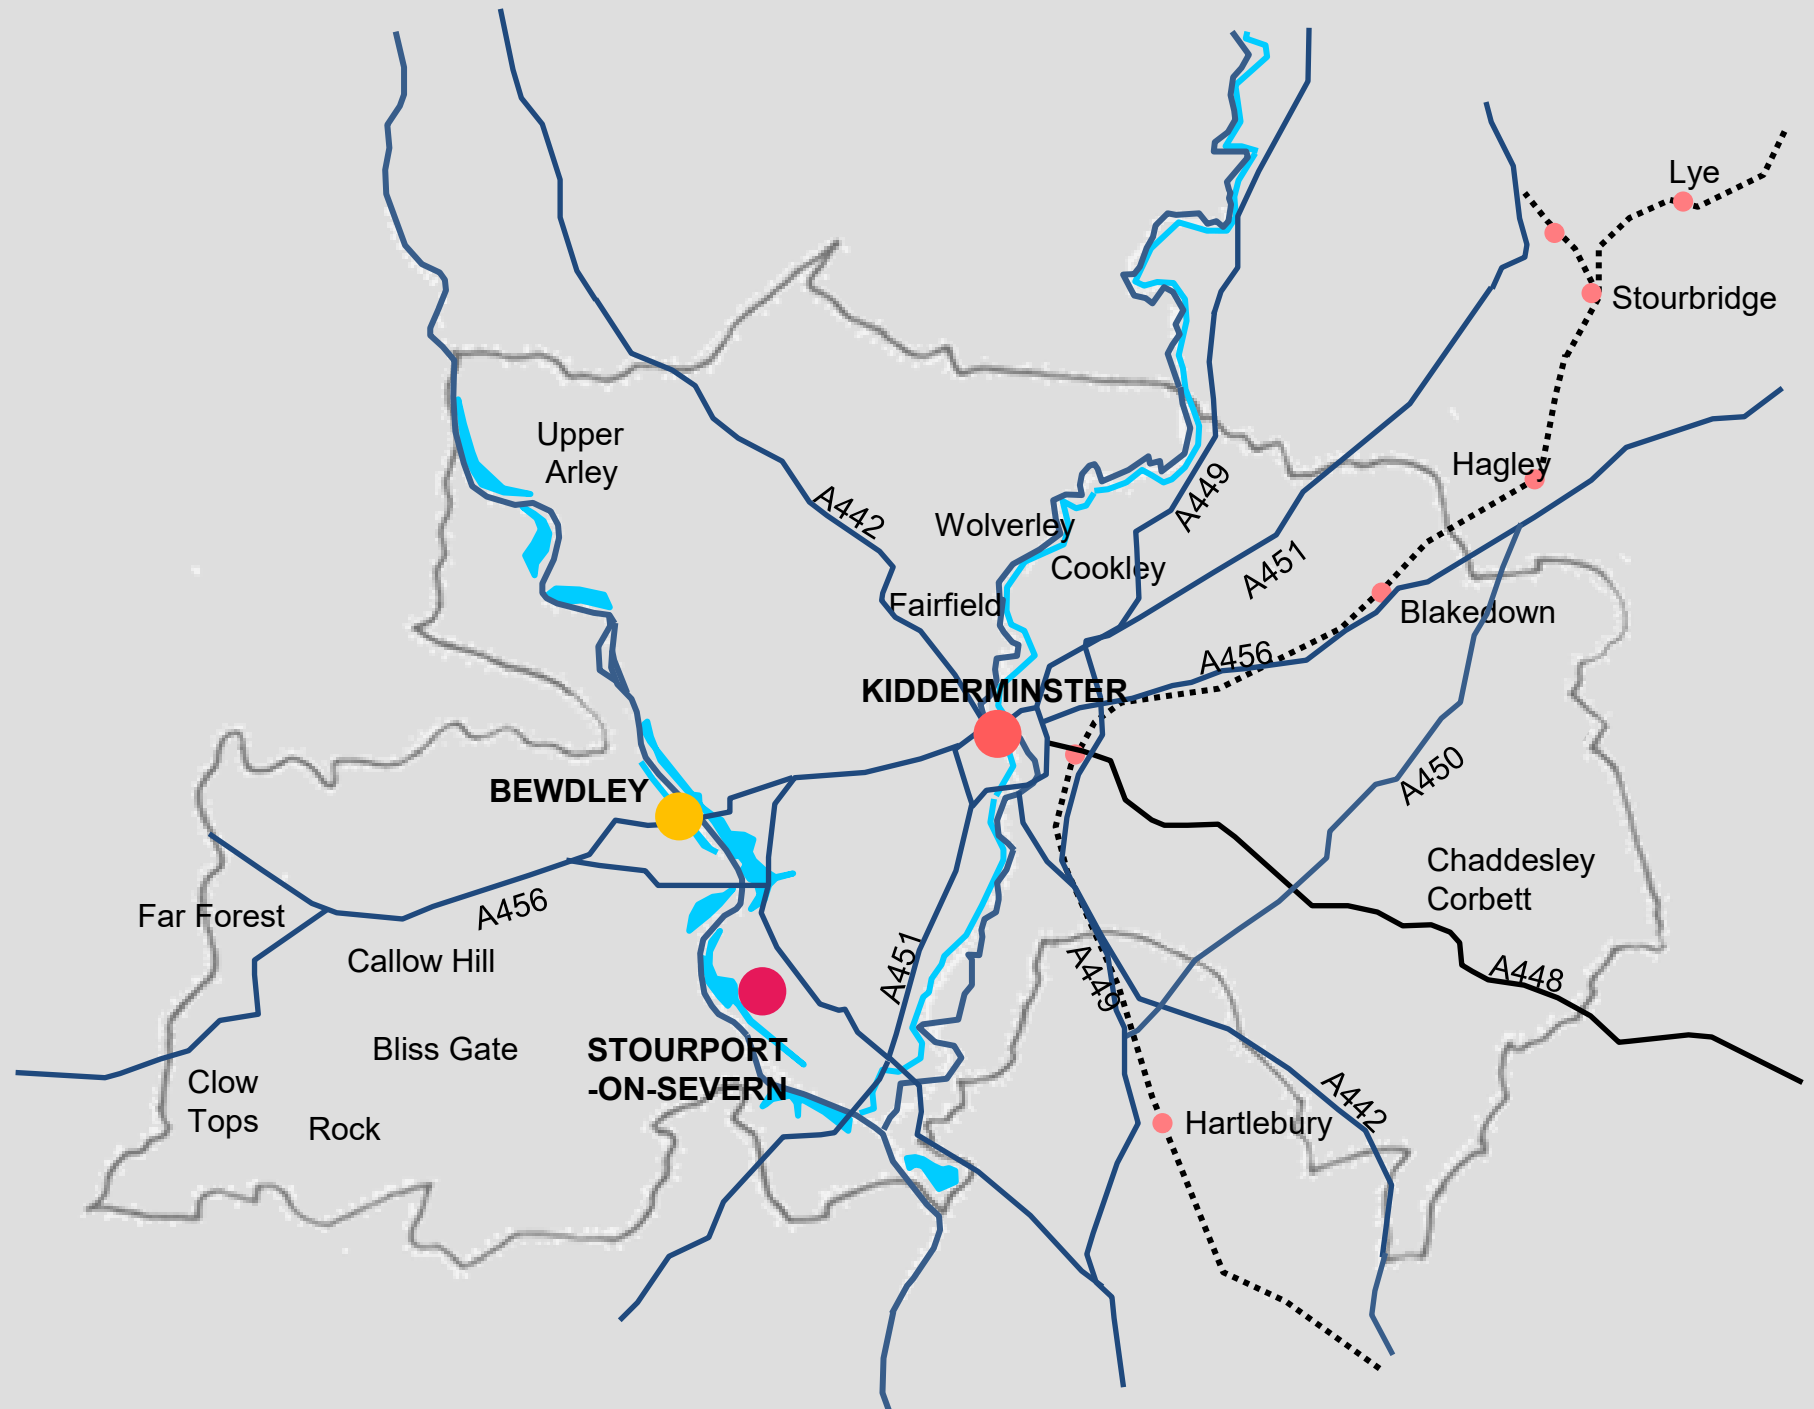 Lye
Stourbridge
Upper
Arley
Hagley
A442
A449
Wolverley
Cookley
A451
Fairfield
Blakedown
A456
KIDDERMINSTER
BEWDLEY
A450
Chaddesley
Corbett
A456
Far Forest
Callow Hill
A451
A449
A448
Bliss Gate
STOURPORT
-ON-SEVERN
Clow
Tops
Rock
A442
Hartlebury